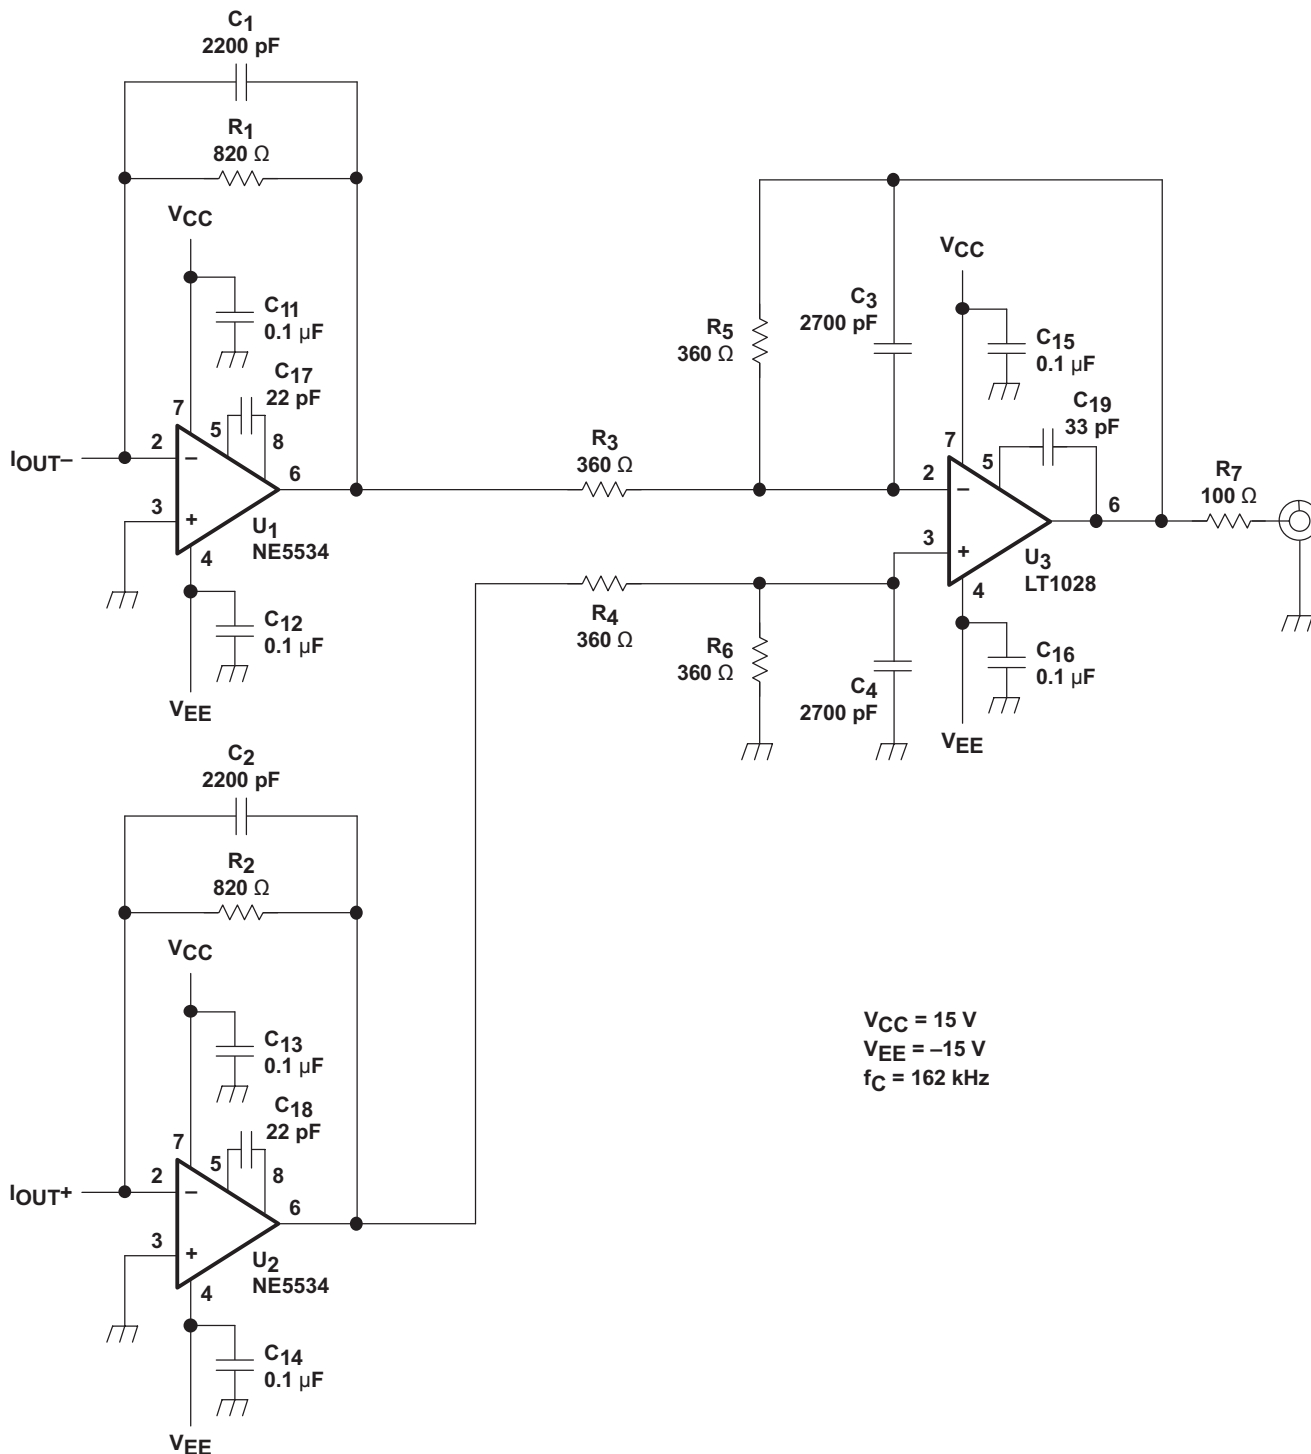 C1
2200 pF
R1
820 Ω
VCC
C11
0.1 µF
C17
22 pF
7
5
8
2
–
IOUT–
6
3
+
U1
NE5534
4
C12
0.1 µF
VEE
R3
360 Ω
R5
360 Ω
C3
2700 pF
VCC
C15
0.1 µF
C19
33 pF
7
5
2
–
6
3
+
U3
LT1028
4
R7
100 Ω
R4
360 Ω
R6
360 Ω
C4
2700 pF
C16
0.1 µF
VEE
C2
2200 pF
R2
820 Ω
VCC
C13
0.1 µF
C18
22 pF
7
5
8
2
–
IOUT+
6
3
+
U2
NE5534
4
C14
0.1 µF
VEE
VCC = 15 V
VEE = –15 V
fC = 162 kHz